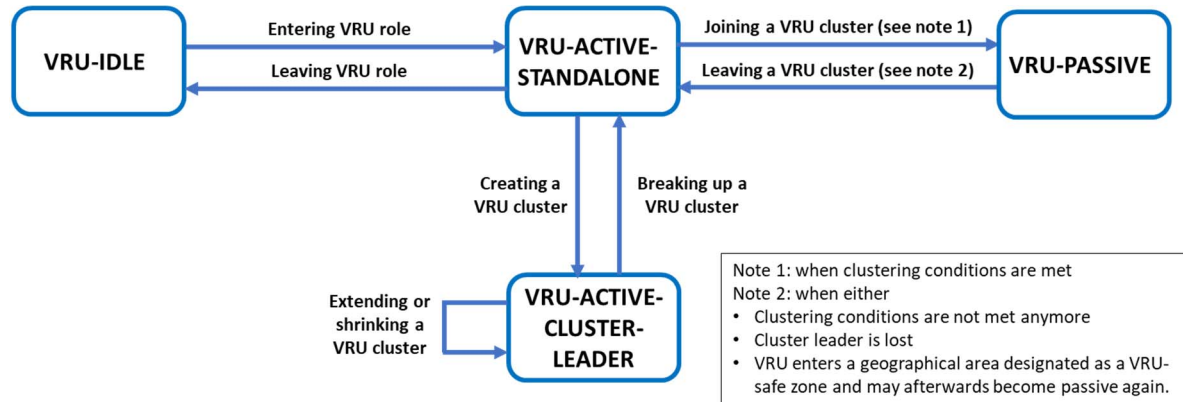 VRU-IDLE
Entering VRU role
Leaving VRU role
VRU-ACTIVE-
STANDALONE
Joining a VRU cluster (see note 1)
Leaving a VRU cluster (see note 2)
VRU-PASSIVE
Creating a
VRU cluster
Breaking up a
VRU cluster
Extending or
shrinking a
VRU cluster
VRU-ACTIVE-
CLUSTER-
LEADER
Note 1: when clustering conditions are met
Note 2: when either
• Clustering conditions are not met anymore
• Cluster leader is lost
• VRU enters a geographical area designated as a VRU-
safe zone and may afterwards become passive again.